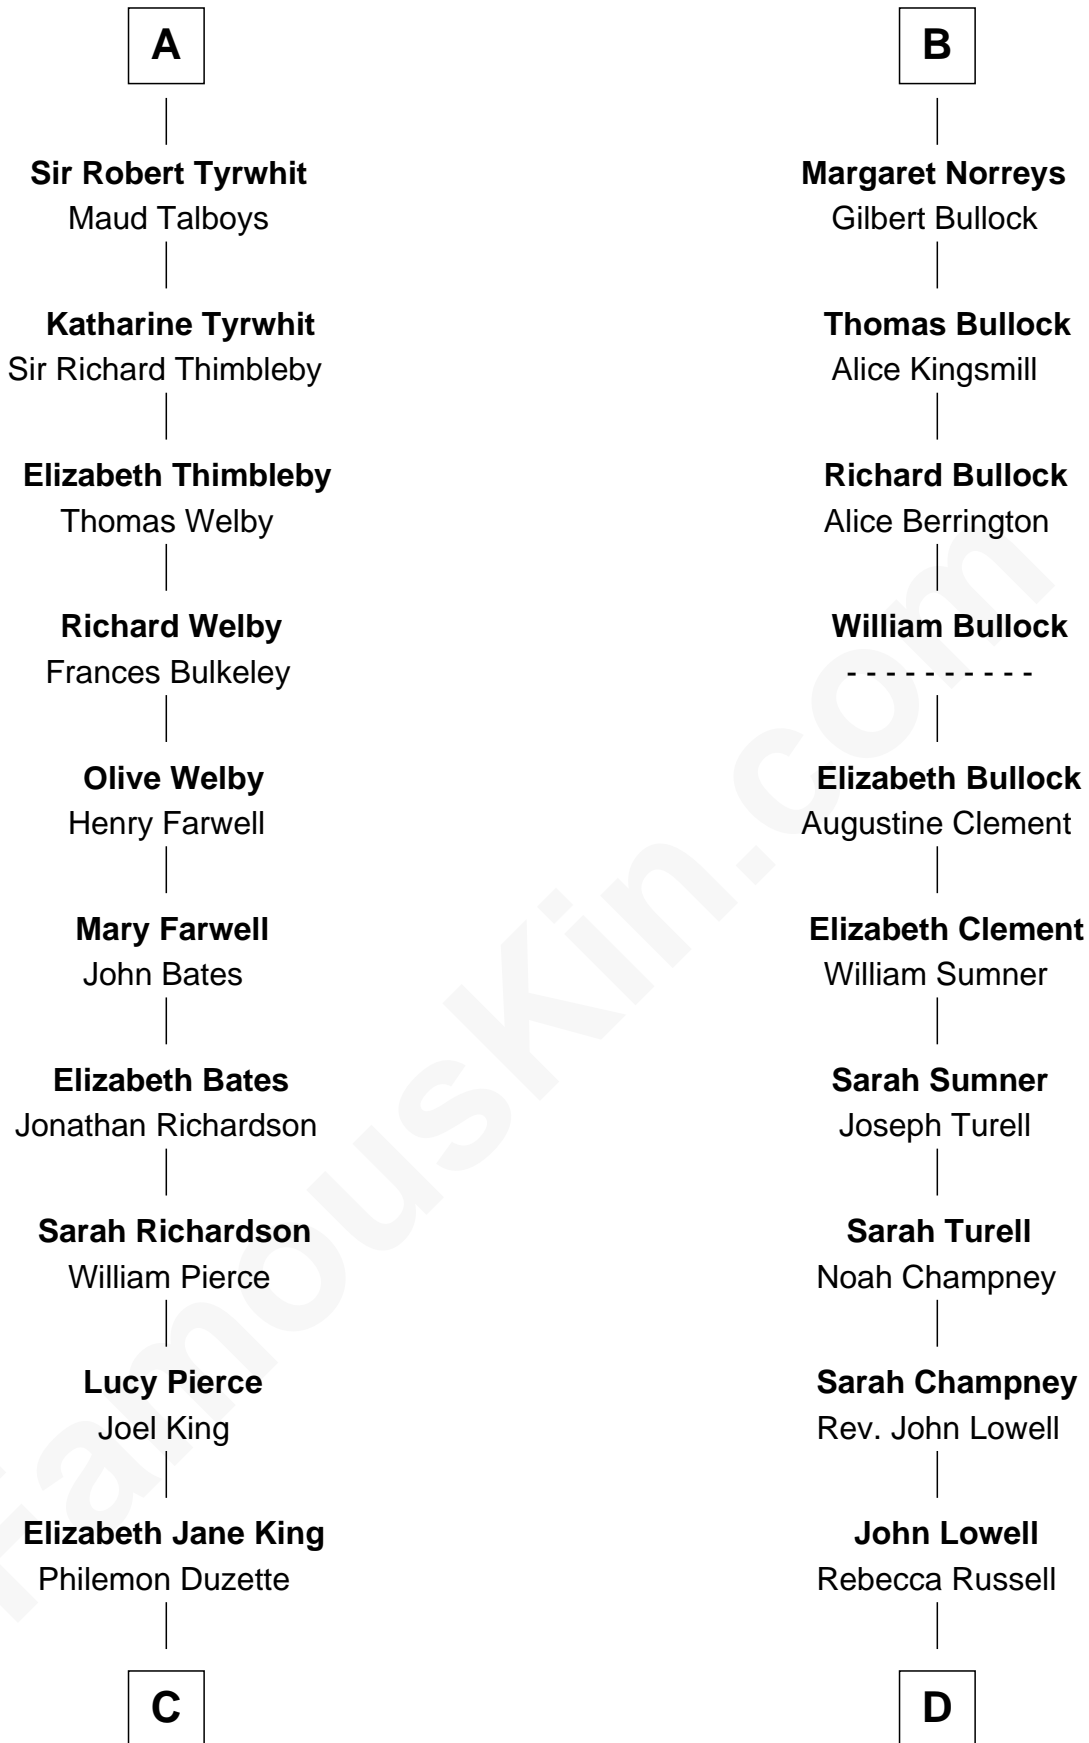 A
Sir Robert Tyrwhit
Maud Talboys
Katharine Tyrwhit
Sir Richard Thimbleby
Elizabeth Thimbleby
Thomas Welby
Richard Welby
Frances Bulkeley
Olive Welby
Henry Farwell
Mary Farwell
John Bates
Elizabeth Bates
Jonathan Richardson
Sarah Richardson
William Pierce
Lucy Pierce
Joel King
Elizabeth Jane King
Philemon Duzette
C
B
Margaret Norreys
Gilbert Bullock
Thomas Bullock
Alice Kingsmill
Richard Bullock
Alice Berrington
William Bullock
- - - - - - - - - -
Elizabeth Bullock
Augustine Clement
Elizabeth Clement
William Sumner
Sarah Sumner
Joseph Turell
Sarah Turell
Noah Champney
Sarah Champney
Rev. John Lowell
John Lowell
Rebecca Russell
D
FamousKin.com